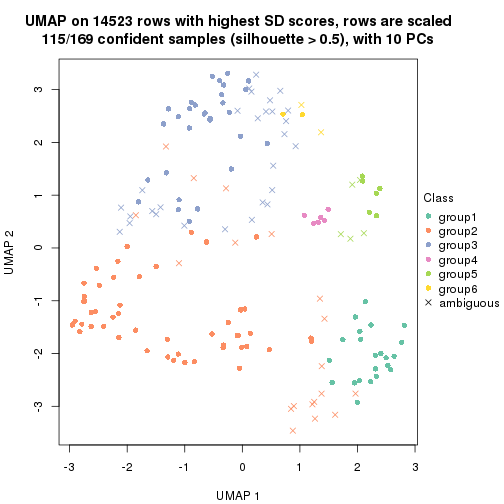 UMAP on 14523 rows with highest SD scores, rows are scaled
115/169 confident samples (silhouette > 0.5), with 10 PCs
3
2
1
0
-1
-2
-3
UMAP 2
-3 -2 -1 0 1 2 3
UMAP 1
Class
group1
group2
group3
group4
group5
group6
ambiguous